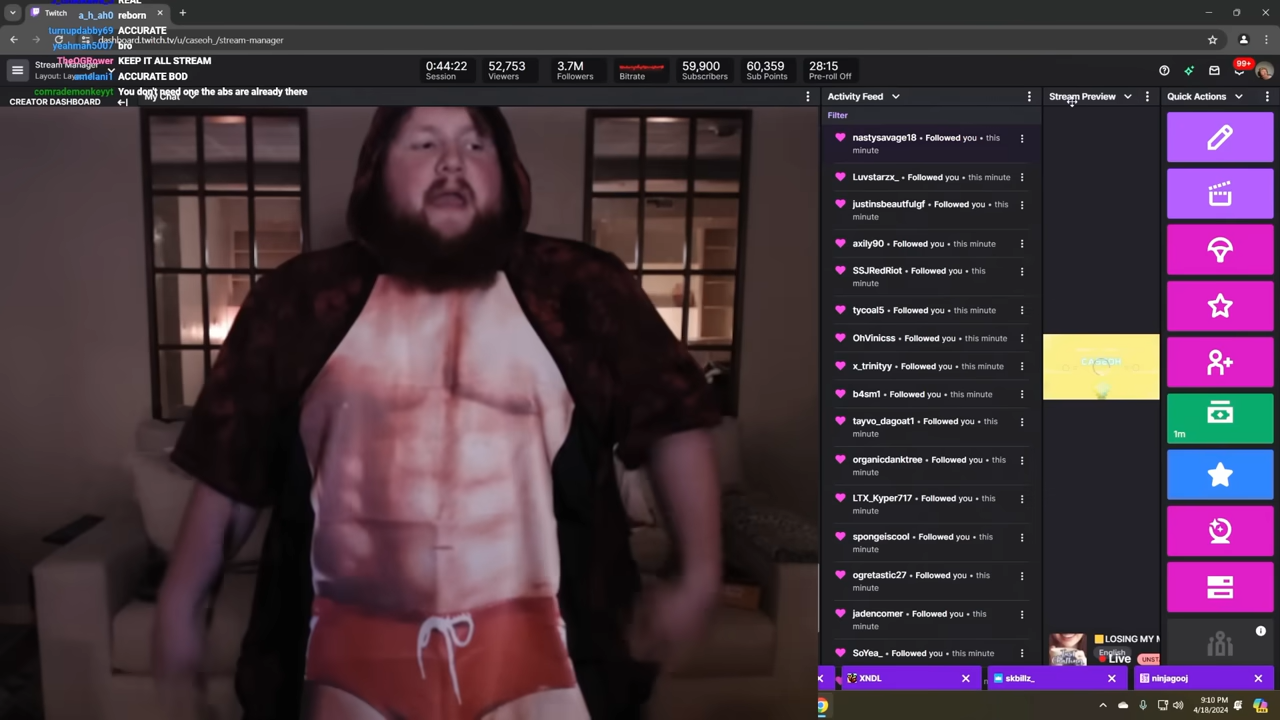 Twitch
REAL
a_h_ah0 reborn
turnupdabby69 ACCURATE
yeahman5007 bro
TheOGRower KEEP IT ALL STREAM
ACCURATE BOD
comrademonkeyyt You don't need one the abs are already there
dashboard.twitch.tv/u/caseoh_/stream-manager
Stream Manager
CREATOR DASHBOARD
My Chat
0:44:22
Session
52,753
Viewers
3.7M
Followers
Bitrate
59,900
Subscribers
60,359
Sub Points
28:15
Pre-roll Off
99+
Activity Feed
Stream Preview
Quick Actions
Filter
nastysavage18 • Followed you • this
minute
Luvstarzx_ • Followed you • this minute
justinsbeautfulgf • Followed you • this
minute
axily90 • Followed you • this minute
SSJRedRiot • Followed you • this
minute
tycoal5 • Followed you • this minute
OhVinicss • Followed you • this minute
x_trinityy • Followed you • this minute
b4sm1 • Followed you • this minute
tayvo_dagoat1 • Followed you • this
minute
organicdanktree • Followed you • this
minute
LTX_Kyper717 • Followed you • this
minute
spongeiscool • Followed you • this
minute
ogretastic27 • Followed you • this
minute
jadencomer • Followed you • this
minute
SoYea_ • Followed you • this minute
CASEOH
1m
LOSING MY M
English
Live
UNST
XNDL
skbillz_
ninjagooj
9:10 PM
4/18/2024